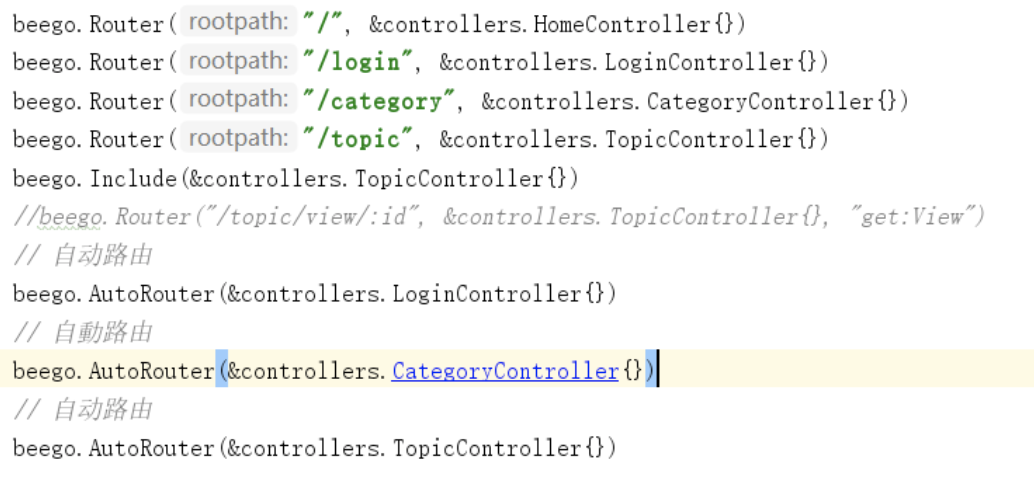 beego.Router( rootpath: "/", &controllers.HomeController{})
beego.Router( rootpath: "/login", &controllers.LoginController{})
beego.Router( rootpath: "/category", &controllers.CategoryController{})
beego.Router( rootpath: "/topic", &controllers.TopicController{})
beego.Include(&controllers.TopicController{})
//beego.Router("/topic/view/:id", &controllers.TopicController{}, "get:View")
// 自动路由
beego.AutoRouter(&controllers.LoginController{})
// 自動路由
beego.AutoRouter(&controllers.CategoryController{})
// 自动路由
beego.AutoRouter(&controllers.TopicController{})